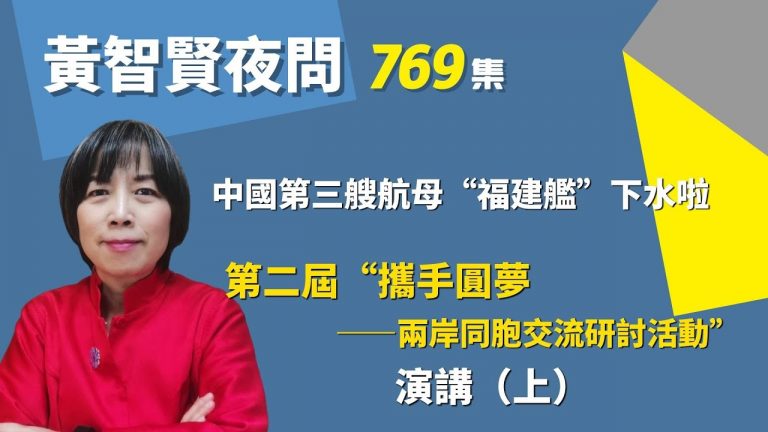 黃智賢夜問 769集
中國第三艘航母“福建艦”下水啦
第二屆“攜手圓夢
——兩岸同胞交流研討活動”
演講（上）